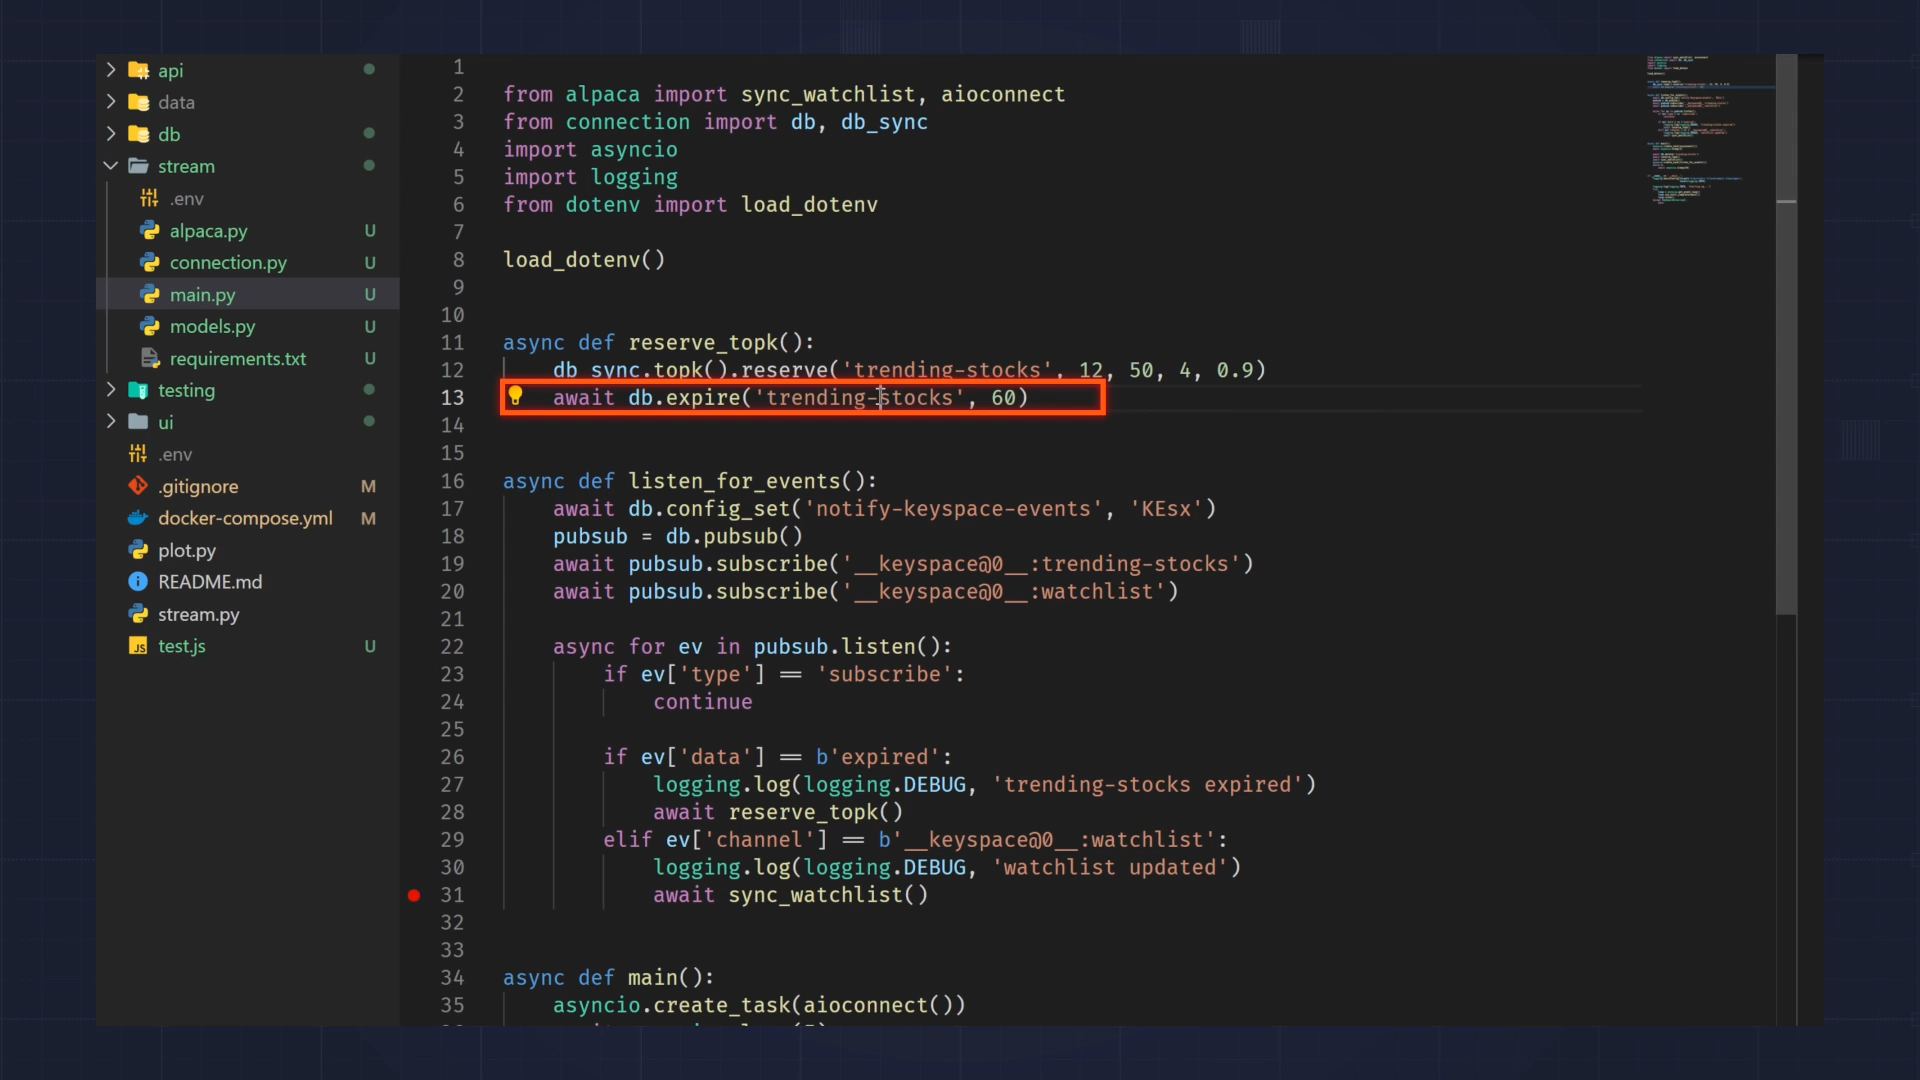 api
data
db
stream
.env
alpaca.py U
connection.py U
main.py U
models.py U
requirements.txt U
testing
ui
.env
.gitignore M
docker-compose.yml M
plot.py
README.md
stream.py
test.js U
1
2 from alpaca import sync_watchlist, aioconnect
3 from connection import db, db_sync
4 import asyncio
5 import logging
6 from dotenv import load_dotenv
7
8 load_dotenv()
9
10
11 async def reserve_topk():
12 db_sync.topk().reserve('trending-stocks', 12, 50, 4, 0.9)
13 await db.expire('trending-stocks', 60)
14
15
16 async def listen_for_events():
17 await db.config_set('notify-keyspace-events', 'KEsx')
18 pubsub = db.pubsub()
19 await pubsub.subscribe('__keyspace@0__:trending-stocks')
20 await pubsub.subscribe('__keyspace@0__:watchlist')
21
22 async for ev in pubsub.listen():
23 if ev['type'] == 'subscribe':
24 continue
25
26 if ev['data'] == b'expired':
27 logging.log(logging.DEBUG, 'trending-stocks expired')
28 await reserve_topk()
29 elif ev['channel'] == b'__keyspace@0__:watchlist':
30 logging.log(logging.DEBUG, 'watchlist updated')
31 await sync_watchlist()
32
33
34 async def main():
35 asyncio.create_task(aioconnect())